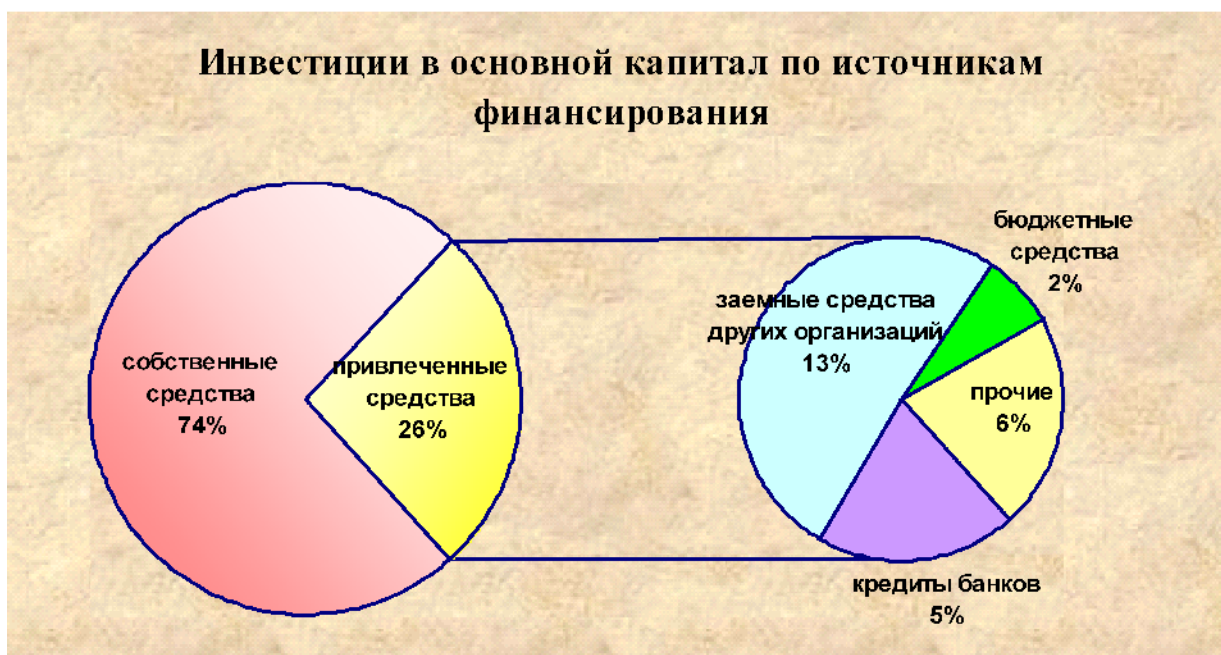 Инвестиции в основной капитал по источникам
финансирования
собственные
средства
74%
привлеченные
средства
26%
заемные средства
других организаций
13%
бюджетные
средства
2%
прочие
6%
кредиты банков
5%